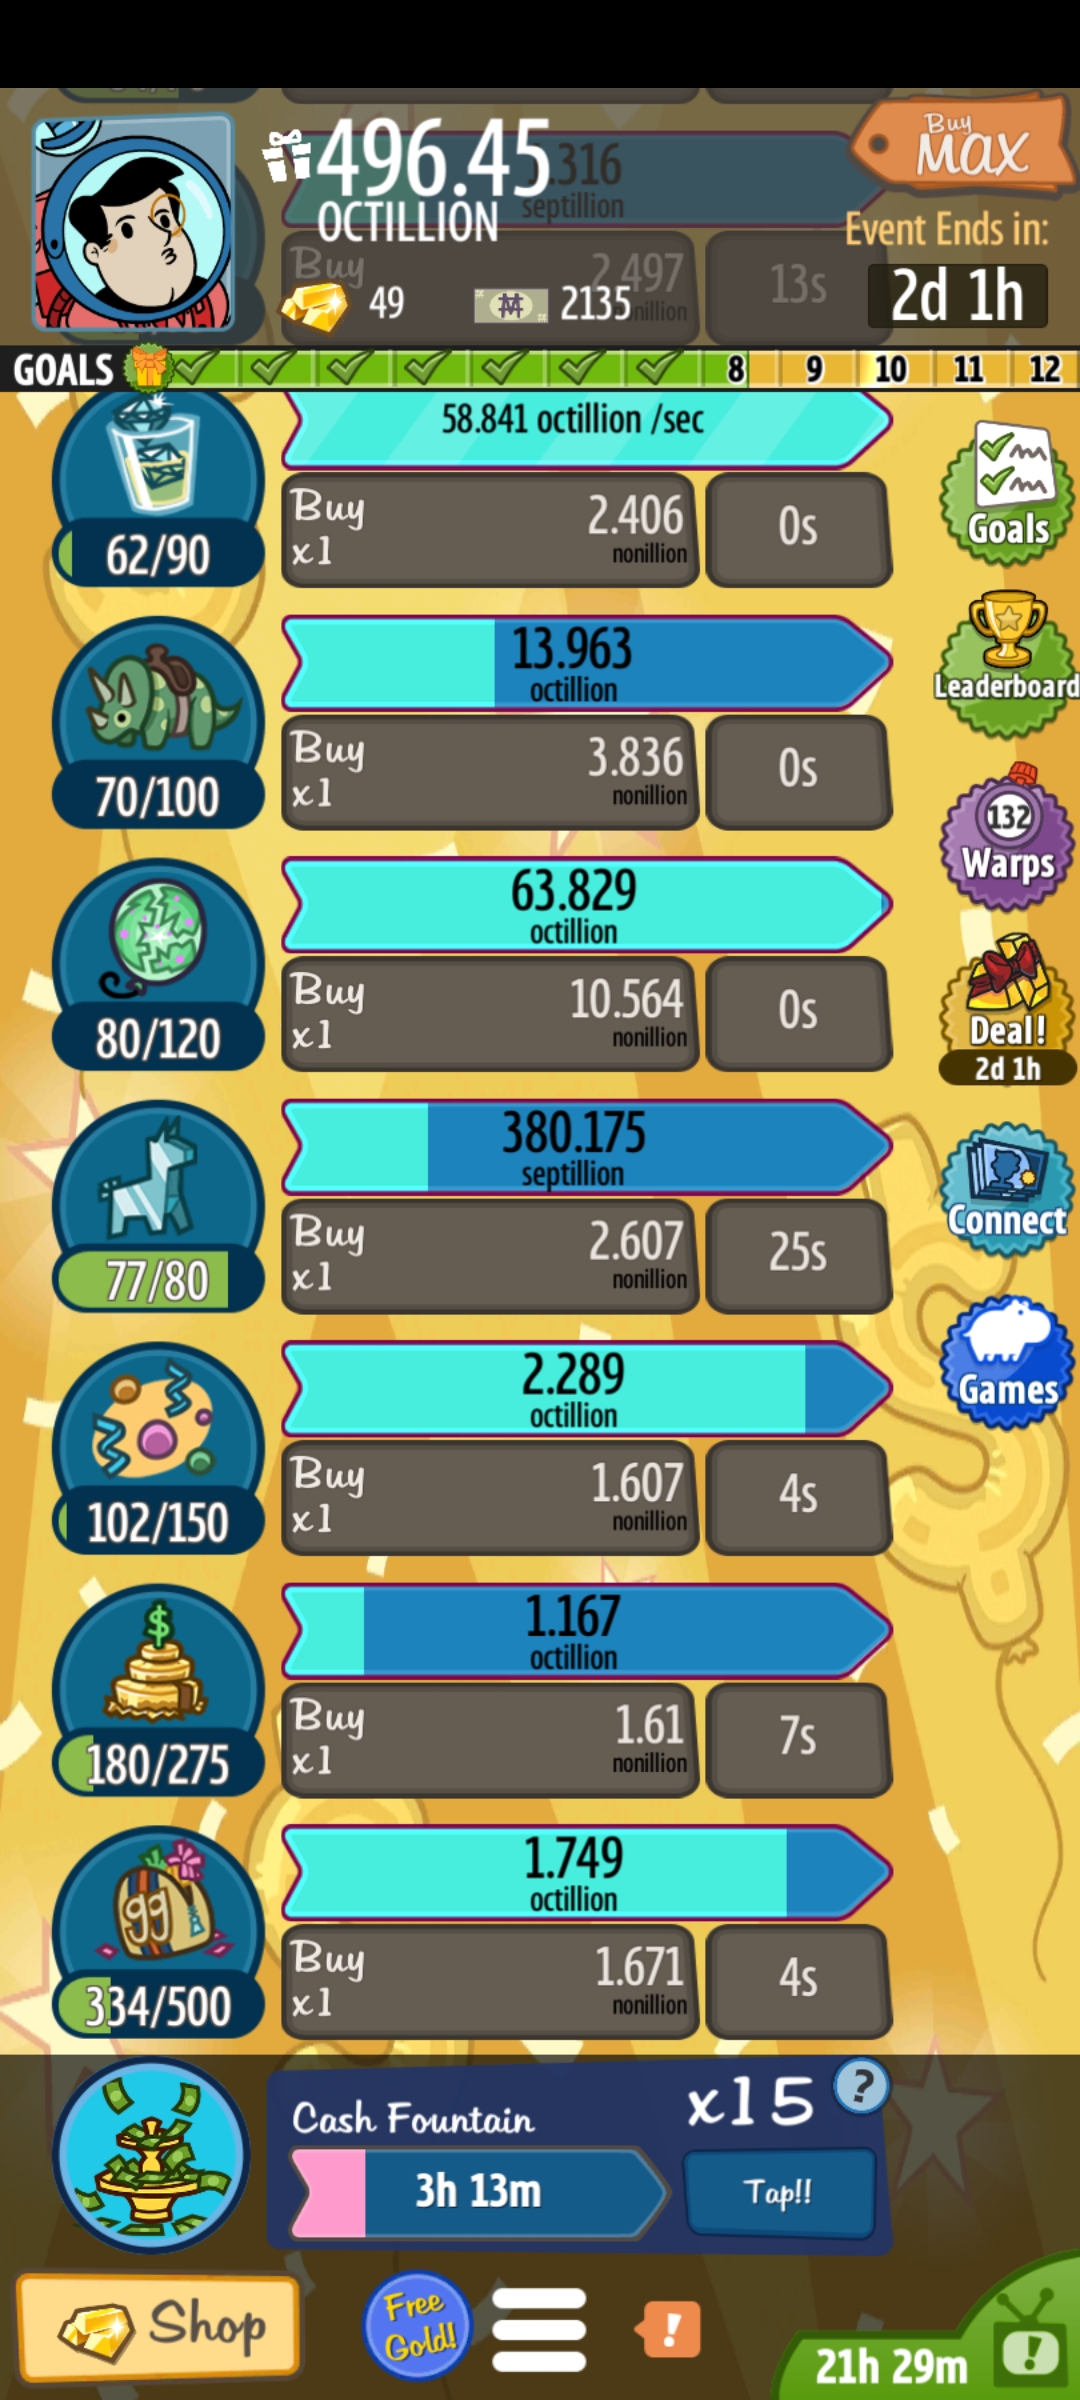 496.45
OCTILLION
.316
septillion
Buy
MAX
Event Ends in:
2d 1h
Buy
2.497
nillion
13s
49
2135
GOALS
8
9
10
11
12
58.841 octillion /sec
Buy
x1
2.406
nonillion
0s
62/90
Goals
13.963
octillion
Buy
x1
3.836
nonillion
0s
70/100
Leaderboard
63.829
octillion
Buy
x1
10.564
nonillion
0s
80/120
132
Warps
Deal!
2d 1h
380.175
septillion
Buy
x1
2.607
nonillion
25s
77/80
Connect
2.289
octillion
Buy
x1
1.607
nonillion
4s
102/150
Games
1.167
octillion
Buy
x1
1.61
nonillion
7s
$
180/275
1.749
octillion
Buy
x1
1.671
nonillion
4s
gg
334/500
Cash Fountain
x15
?
3h 13m
Tap!!
Shop
Free
Gold!
!
21h 29m
!